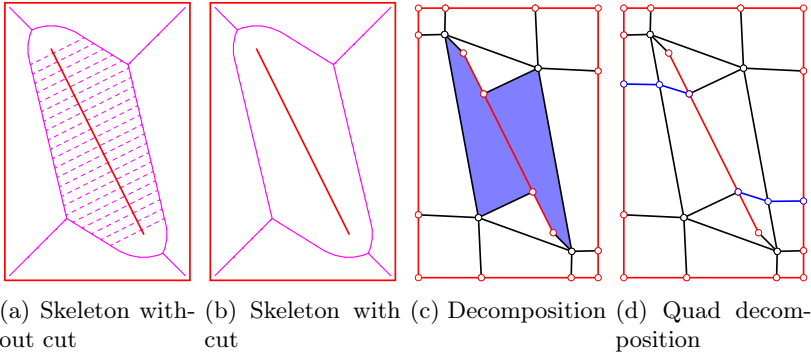 (a) Skeleton with-
out cut
(b) Skeleton with
cut
(c) Decomposition
(d) Quad decom-
position